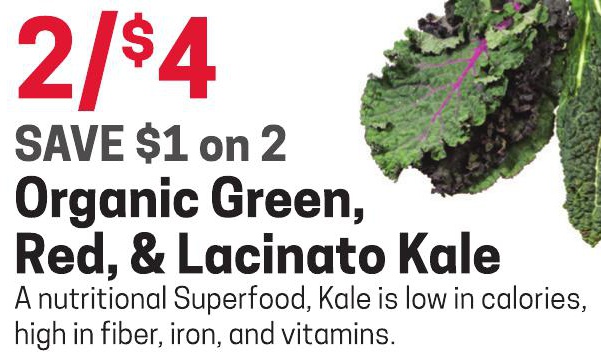 2/$4
SAVE $1 on 2
Organic Green,
Red, & Lacinato Kale
A nutritional Superfood, Kale is low in calories,
high in fiber, iron, and vitamins.